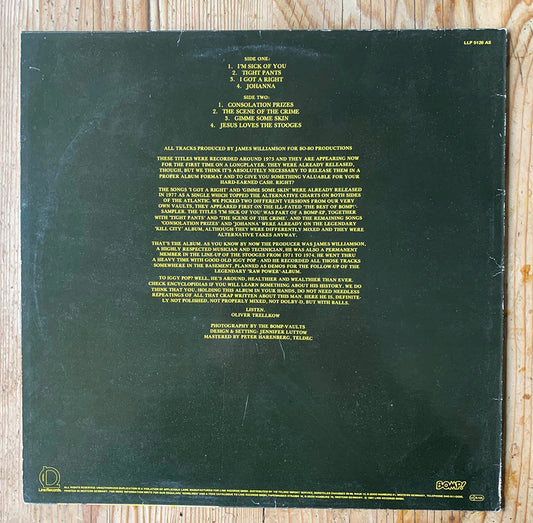 LLP 5126 AS
SIDE ONE:
1. I'M SICK OF YOU
2. TIGHT PANTS
3. I GOT A RIGHT
4. JOHANNA
SIDE TWO:
1. CONSOLATION PRIZES
2. THE SCENE OF THE CRIME
3. GIMME SOME SKIN
4. JESUS LOVES THE STOOGES
ALL TRACKS PRODUCED BY JAMES WILLIAMSON FOR BO-BO PRODUCTIONS
THESE TITLES WERE RECORDED AROUND 1973 AND THEY ARE APPEARING NOW
FOR THE FIRST TIME ON A LONGPLAYER. THEY WERE ALREADY RELEASED,
THOUGH, BUT WE THINK IT'S ABSOLUTELY NECESSARY TO RELEASE THEM IN A
PROPER ALBUM FORMAT AND TO GIVE YOU SOMETHING VALUABLE FOR YOUR
HARD-EARNED CASH. RIGHT?
THE SONGS 'I GOT A RIGHT' AND 'GIMME SOME SKIN' WERE ALREADY RELEASED
IN 1977 AS A SINGLE WHICH TOPPED THE ALTERNATIVE CHARTS ON BOTH SIDES
OF THE ATLANTIC. WE PICKED TWO DIFFERENT VERSIONS FROM OUR VERY
OWN VAULTS, THEY APPEARED FIRST ON THE ILL-FATED 'THE BEST OF BOMP!'-
SAMPLER. THE TITLES 'I'M SICK OF YOU' WAS PART OF A BOMP-EP, TOGETHER
WITH 'TIGHT PANTS' AND 'THE SCENE OF THE CRIME'. AND THE REMAINING SONGS
'CONSOLATION PRIZES' AND 'JOHANNA' WERE ALREADY ON THE LEGENDARY
'KILL CITY' ALBUM, ALTHOUGH THEY WERE DIFFERENTLY MIXED AND THEY WERE
ALTERNATIVE TAKES ANYWAY.
THAT'S THE ALBUM. AS YOU KNOW BY NOW THE PRODUCER WAS JAMES WILLIAMSON,
A HIGHLY RESPECTED MUSICIAN AND TECHNICIAN, HE WAS ALSO A PERMANENT
MEMBER IN THE LINE-UP OF THE STOOGES FROM 1971 TO 1974. HE WENT THRU
A HEAVY TIME WITH GOOD OLD IGGY POP - AND HE RECORDED ALL THOSE TRACKS
SOMEWHERE IN THE BASEMENT, PLANNED AS DEMOS FOR THE FOLLOW-UP OF THE
LEGENDARY 'RAW POWER'-ALBUM.
TO IGGY POP? WELL, HE'S AROUND, HEALTHIER AND WEALTHIER THAN EVER.
CHECK ENCYCLOPIDIAS IF YOU WILL LEARN SOMETHING ABOUT HIS HISTORY. WE DO
THINK THAT YOU, HOLDING THIS ALBUM IN YOUR HANDS, DO NOT NEED NEEDLESS
REPEATINGS OF ALL THAT CRAP WRITTEN ABOUT THIS MAN. HERE HE IS, DEFINITE-
LY NOT POLISHED, NOT PROPERLY MIXED, NOT DOLBY-D, BUT WITH BALLS.
LISTEN.
OLIVER TRELLKOW
PHOTOGRAPHY BY THE BOMP-VAULTS
DESIGN & SETTING: JENNIFER LUTTOW
MASTERED BY PETER HARENBERG, TELDEC
BOMP!